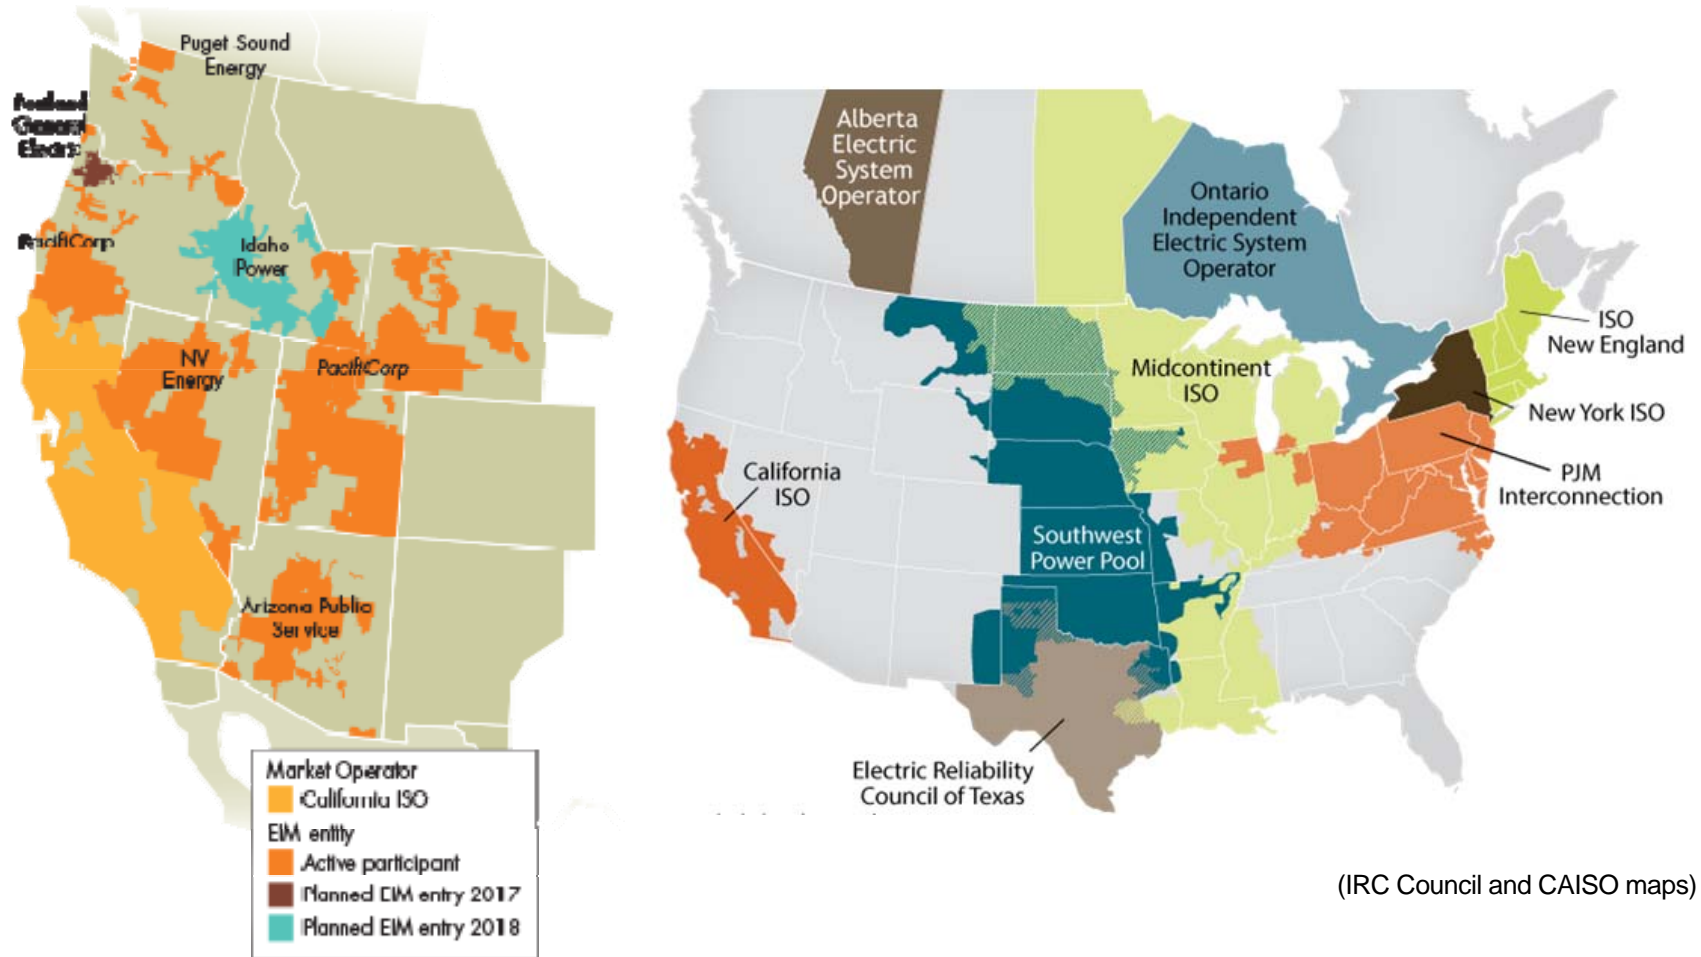 Puget Sound
Energy
Portland
General
Electric
PacifiCorp
Idaho
Power
NV
Energy
PacifiCorp
Arizona Public
Service
Market Operator
California ISO
EIM entity
Active participant
Planned EIM entry 2017
Planned EIM entry 2018
Alberta
Electric
System
Operator
Ontario
Independent
Electric System
Operator
ISO
New England
Midcontinent
ISO
New York ISO
PJM
Interconnection
California
ISO
Southwest
Power Pool
Electric Reliability
Council of Texas
(IRC Council and CAISO maps)